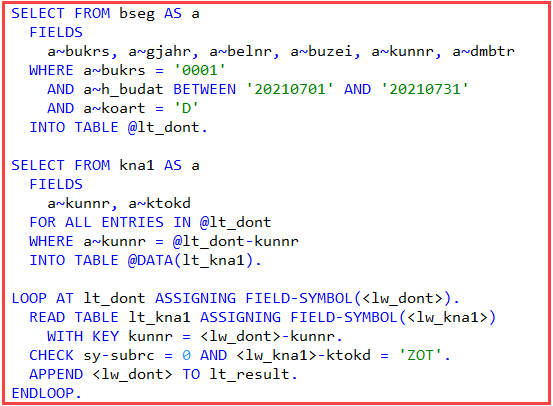 SELECT FROM bseg AS a
  FIELDS
    a~bukrs, a~gjahr, a~belnr, a~buzei, a~kunnr, a~dmbtr
  WHERE a~bukrs = '0001'
    AND a~h_budat BETWEEN '20210701' AND '20210731'
    AND a~koart = 'D'
  INTO TABLE @lt_dont.

SELECT FROM kna1 AS a
  FIELDS
    a~kunnr, a~ktokd
  FOR ALL ENTRIES IN @lt_dont
  WHERE a~kunnr = @lt_dont-kunnr
  INTO TABLE @DATA(lt_kna1).

LOOP AT lt_dont ASSIGNING FIELD-SYMBOL(<lw_dont>).
  READ TABLE lt_kna1 ASSIGNING FIELD-SYMBOL(<lw_kna1>)
    WITH KEY kunnr = <lw_dont>-kunnr.
  CHECK sy-subrc = 0 AND <lw_kna1>-ktokd = 'ZOT'.
  APPEND <lw_dont> TO lt_result.
ENDLOOP.